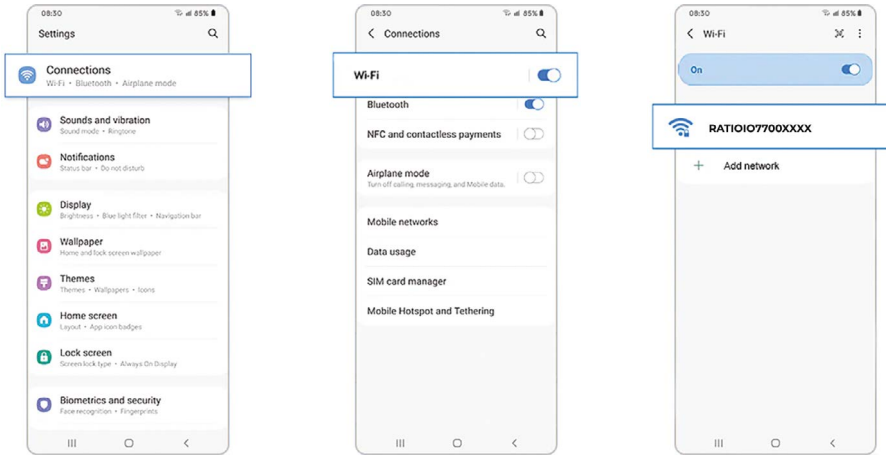 08:30
85%
Settings
Connections
Wi-Fi • Bluetooth • Airplane mode
Sounds and vibration
Sound mode • Ringtone
Notifications
Status bar • Do not disturb
Display
Brightness • Blue light filter • Navigation bar
Wallpaper
Home and lock screen wallpaper
Themes
Themes • Wallpapers • Icons
Home screen
Layout • App icon badges
Lock screen
Screen lock type • Always On Display
Biometrics and security
Face recognition • Fingerprints
08:30
85%
Connections
Wi-Fi
Bluetooth
NFC and contactless payments
Airplane mode
Turn off calling, messaging, and Mobile data.
Mobile networks
Data usage
SIM card manager
Mobile Hotspot and Tethering
08:30
85%
Wi-Fi
On
RATIOIO7700XXXX
Add network